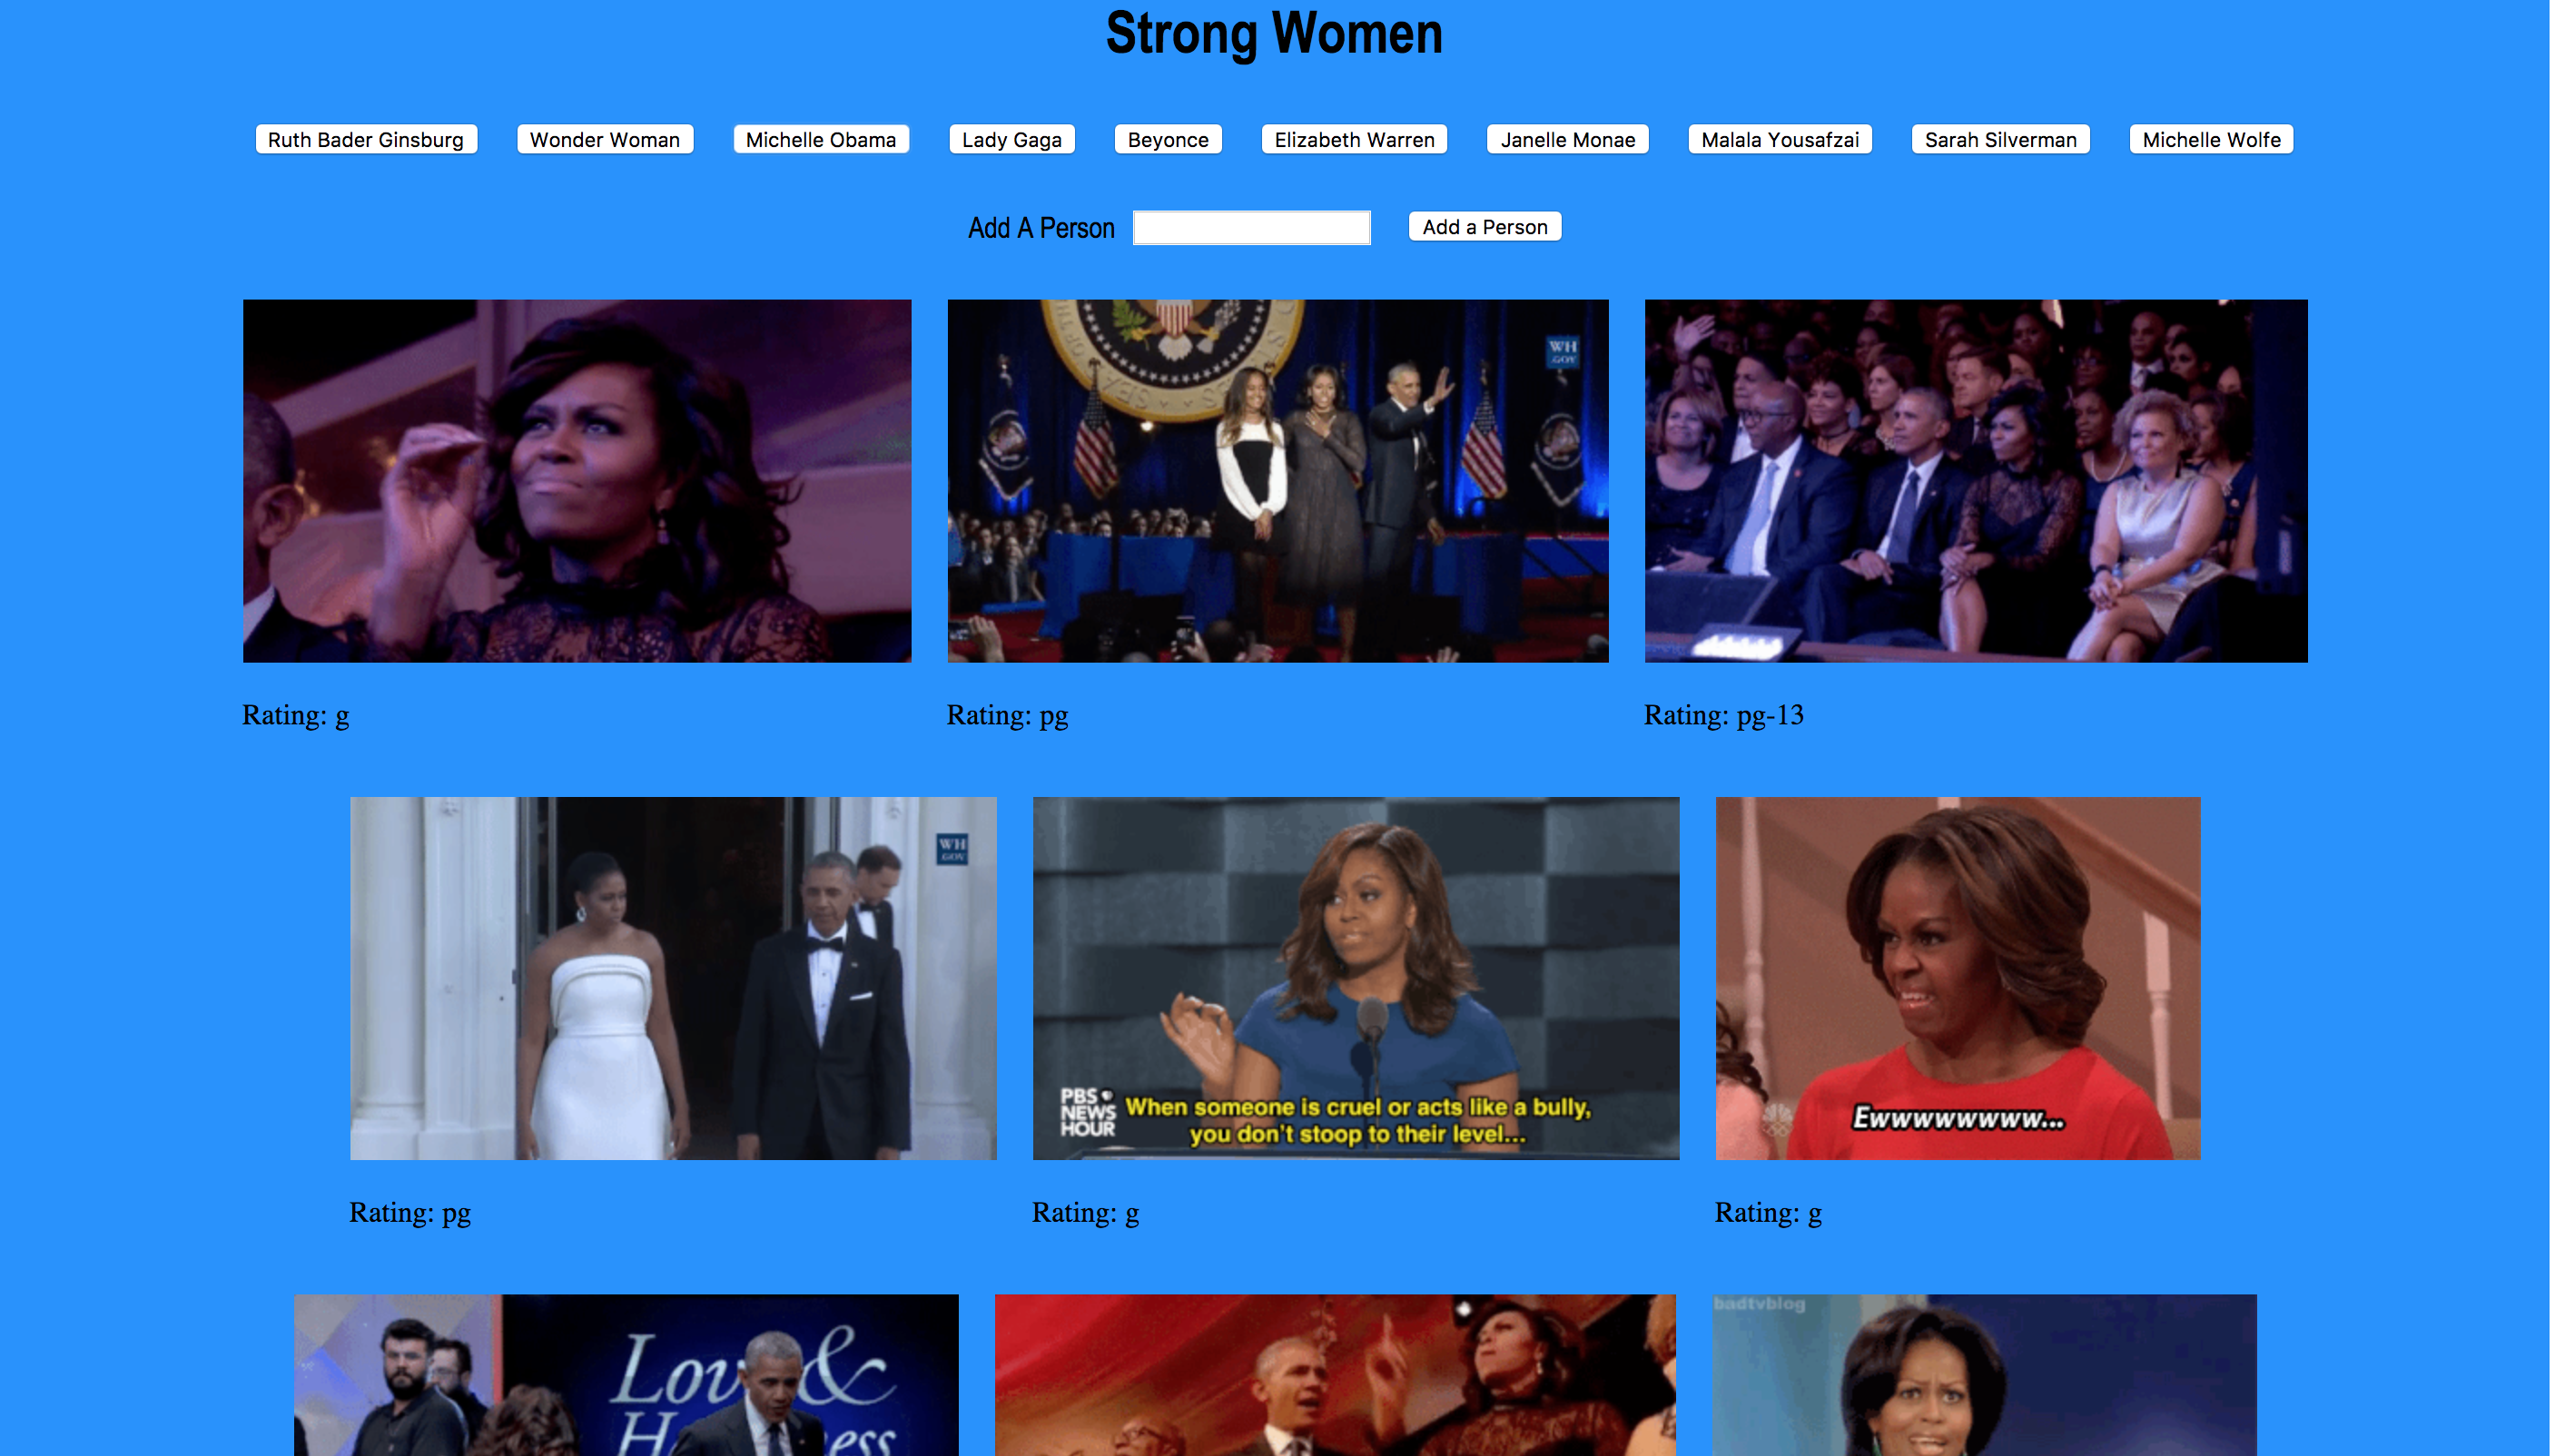 Strong Women
Ruth Bader Ginsburg
Wonder Woman
Michelle Obama
Lady Gaga
Beyonce
Elizabeth Warren
Janelle Monae
Malala Yousafzai
Sarah Silverman
Michelle Wolfe
Add A Person
Add a Person
WH
.GOV
Rating: g
Rating: pg
Rating: pg-13
WH
.GOV
PBS
NEWS
HOUR
When someone is cruel or acts like a bully,
you don't stoop to their level...
Ewwwwwwww...
Rating: pg
Rating: g
Rating: g
badtvblog